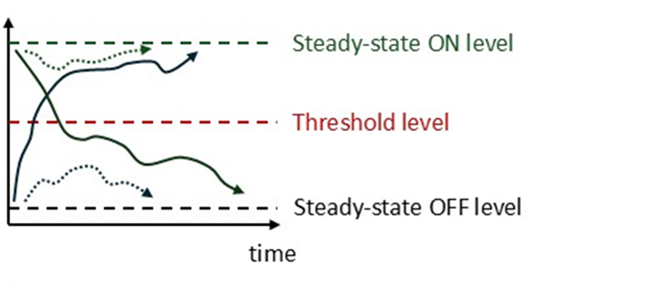 Steady-state ON level
Threshold level
Steady-state OFF level
time